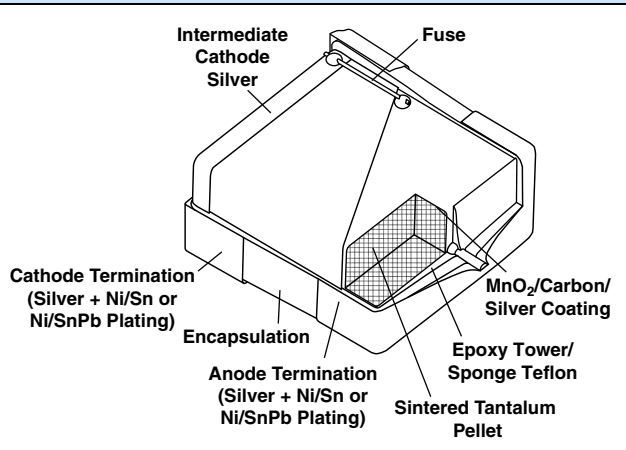 Intermediate
Cathode
Silver
Fuse
Cathode Termination
(Silver + Ni/Sn or
Ni/SnPb Plating)
Encapsulation
Anode Termination
(Silver + Ni/Sn or
Ni/SnPb Plating)
MnO₂/Carbon/
Silver Coating
Epoxy Tower/
Sponge Teflon
Sintered Tantalum
Pellet